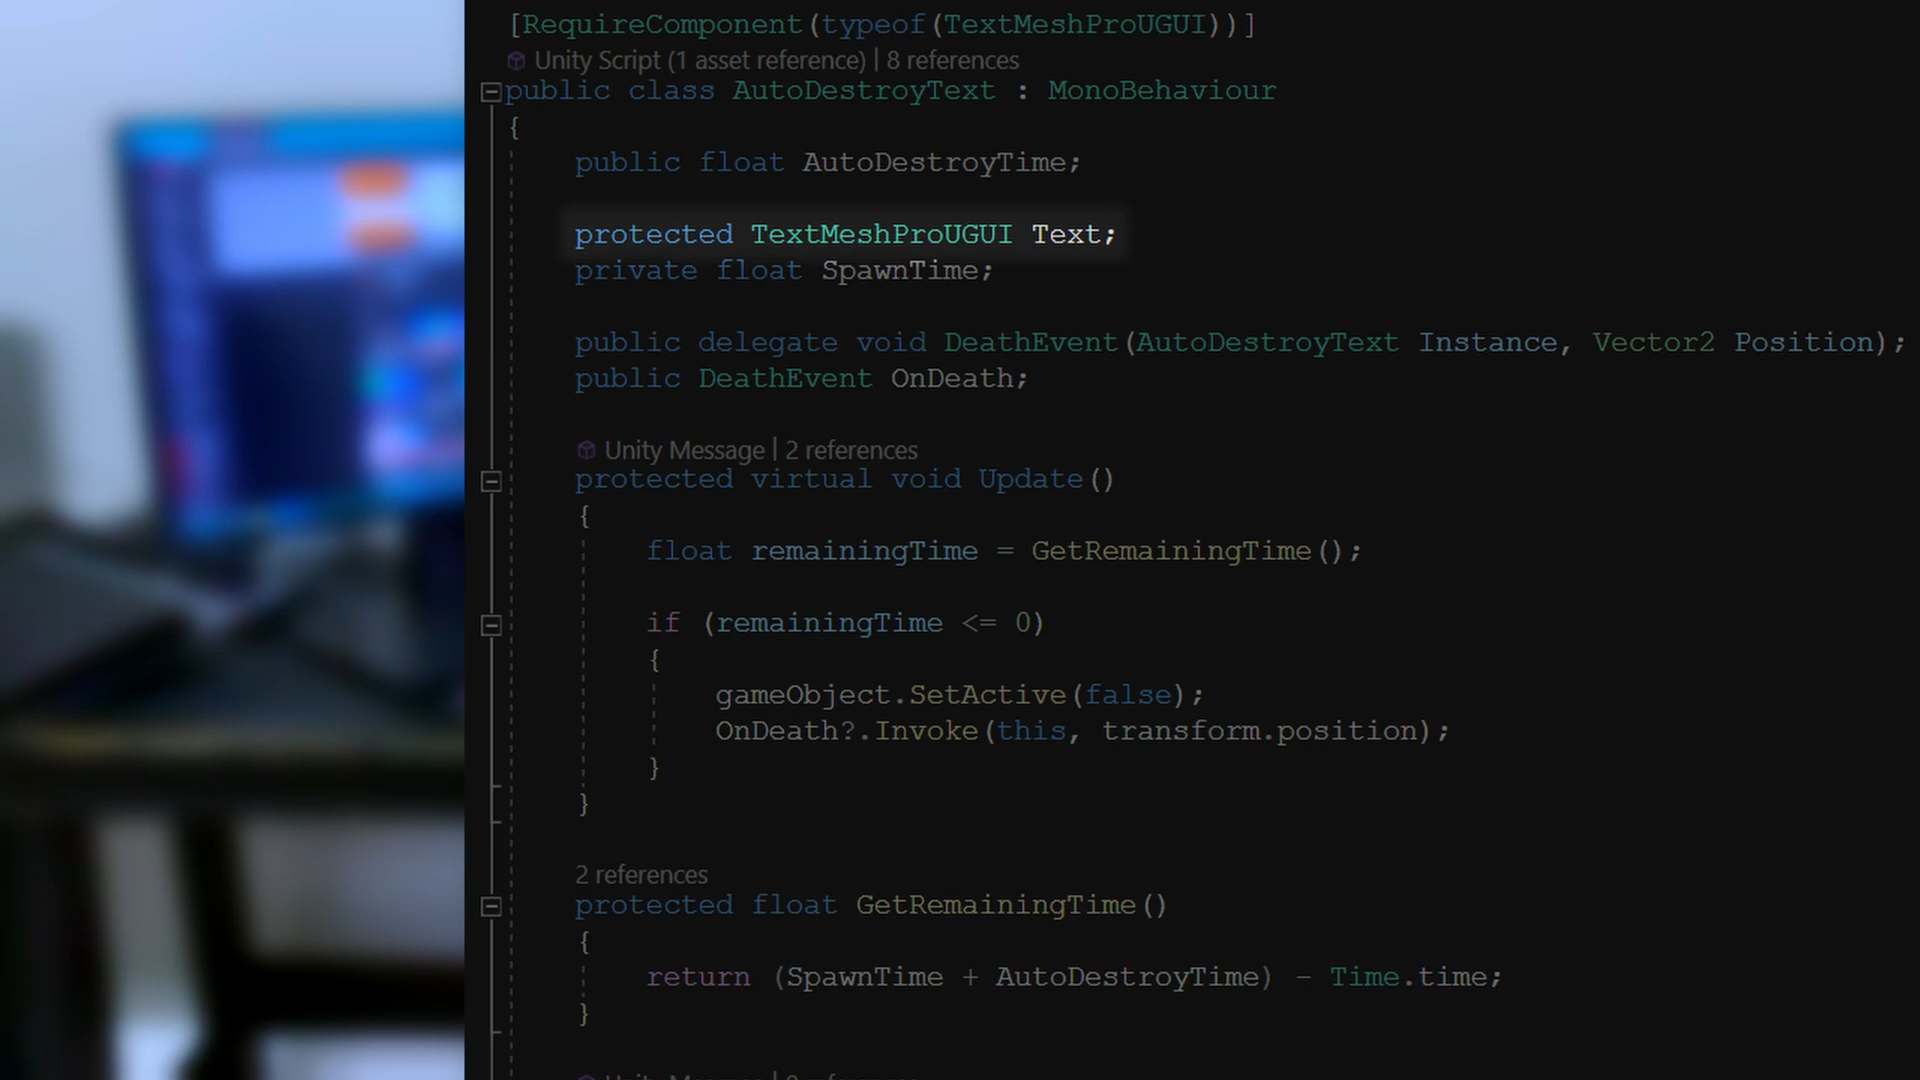 [RequireComponent(typeof(TextMeshProUGUI))]
Unity Script (1 asset reference) | 8 references
public class AutoDestroyText : MonoBehaviour
{
public float AutoDestroyTime;
protected TextMeshProUGUI Text;
private float SpawnTime;
public delegate void DeathEvent(AutoDestroyText Instance, Vector2 Position);
public DeathEvent OnDeath;
Unity Message | 2 references
protected virtual void Update()
{
float remainingTime = GetRemainingTime();
if (remainingTime <= 0)
{
gameObject.SetActive(false);
OnDeath?.Invoke(this, transform.position);
}
}
2 references
protected float GetRemainingTime()
{
return (SpawnTime + AutoDestroyTime) - Time.time;
}